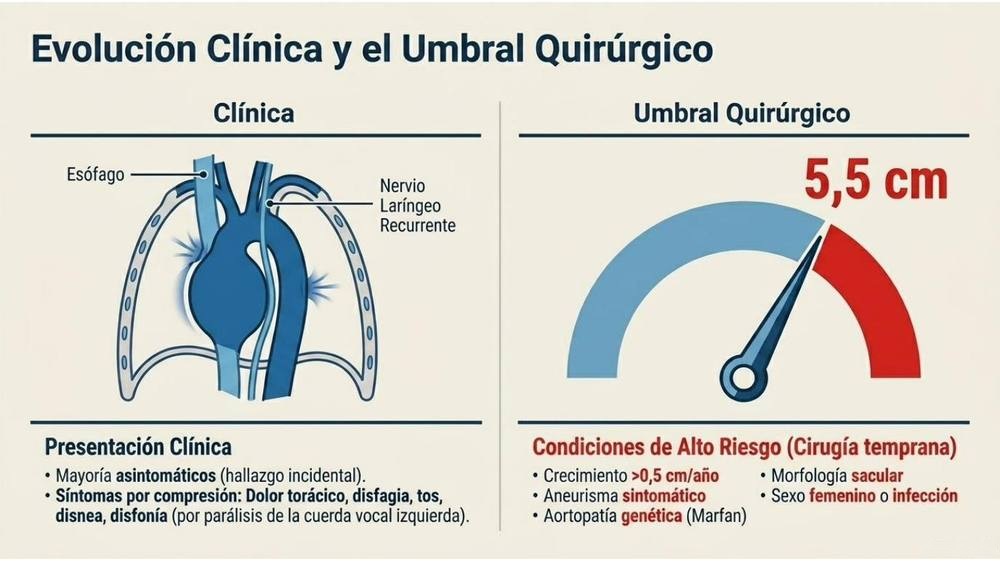 Evolución Clínica y el Umbral Quirúrgico
Clínica
Esófago
Nervio
Laríngeo
Recurrente
Presentación Clínica
• Mayoría asintomáticos (hallazgo incidental).
• Síntomas por compresión: Dolor torácico, disfagia, tos,
disnea, disfonía (por parálisis de la cuerda vocal izquierda).
Umbral Quirúrgico
5,5 cm
Condiciones de Alto Riesgo (Cirugía temprana)
• Crecimiento >0,5 cm/año
• Aneurisma sintomático
• Aortopatía genética (Marfan)
• Morfología sacular
• Sexo femenino o infección